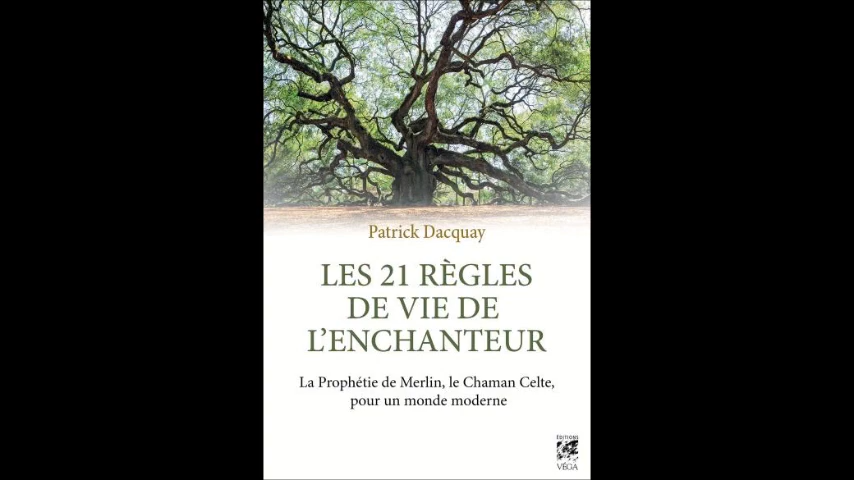 Patrick Dacquay
LES 21 RÈGLES
DE VIE DE
L'ENCHANTEUR
La Prophétie de Merlin, le Chaman Celte,
pour un monde moderne
ÉDITIONS
VÉGA